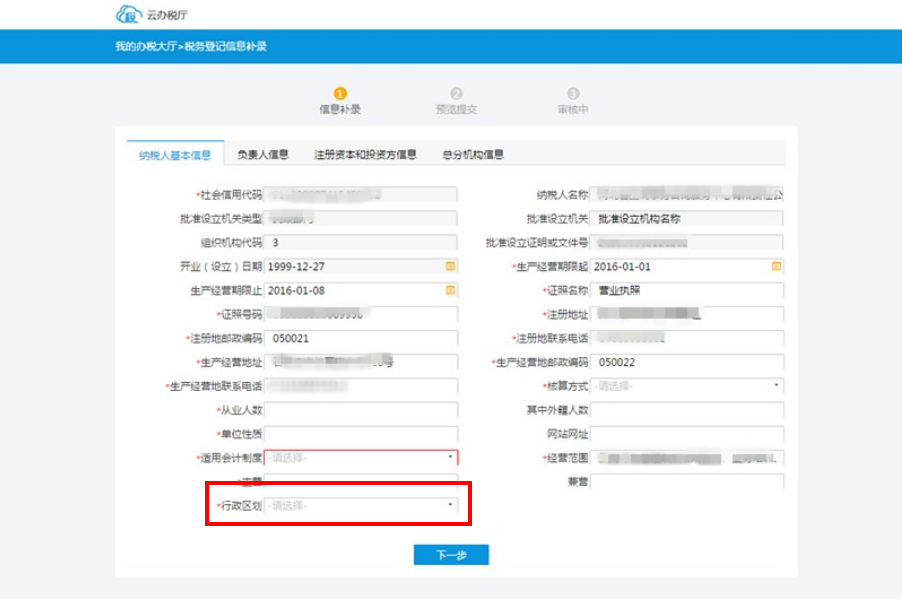 云办税厅
我的办税大厅>税务登记信息补录
1 2 3
信息补录 预览提交 审核中
纳税人基本信息 负责人信息 注册资本和投资方信息 总分机构信息
*社会信用代码 纳税人名称
批准设立机关类型 批准设立机关 批准设立机构名称
组织机构代码 3 批准设立证明或文件号
开业（设立）日期 1999-12-27 *生产经营期限起 2016-01-01
生产经营期限止 2016-01-08 *证照名称 营业执照
*证照号码 *注册地址
*注册地邮政编码 050021 *注册地联系电话
*生产经营地址 号 *生产经营地邮政编码 050022
*生产经营地联系电话 *核算方式 -请选择-
*从业人数 其中外籍人数
*单位性质 网站网址
*适用会计制度 -请选择- *经营范围
*主营 兼营
*行政区划 -请选择-
下一步